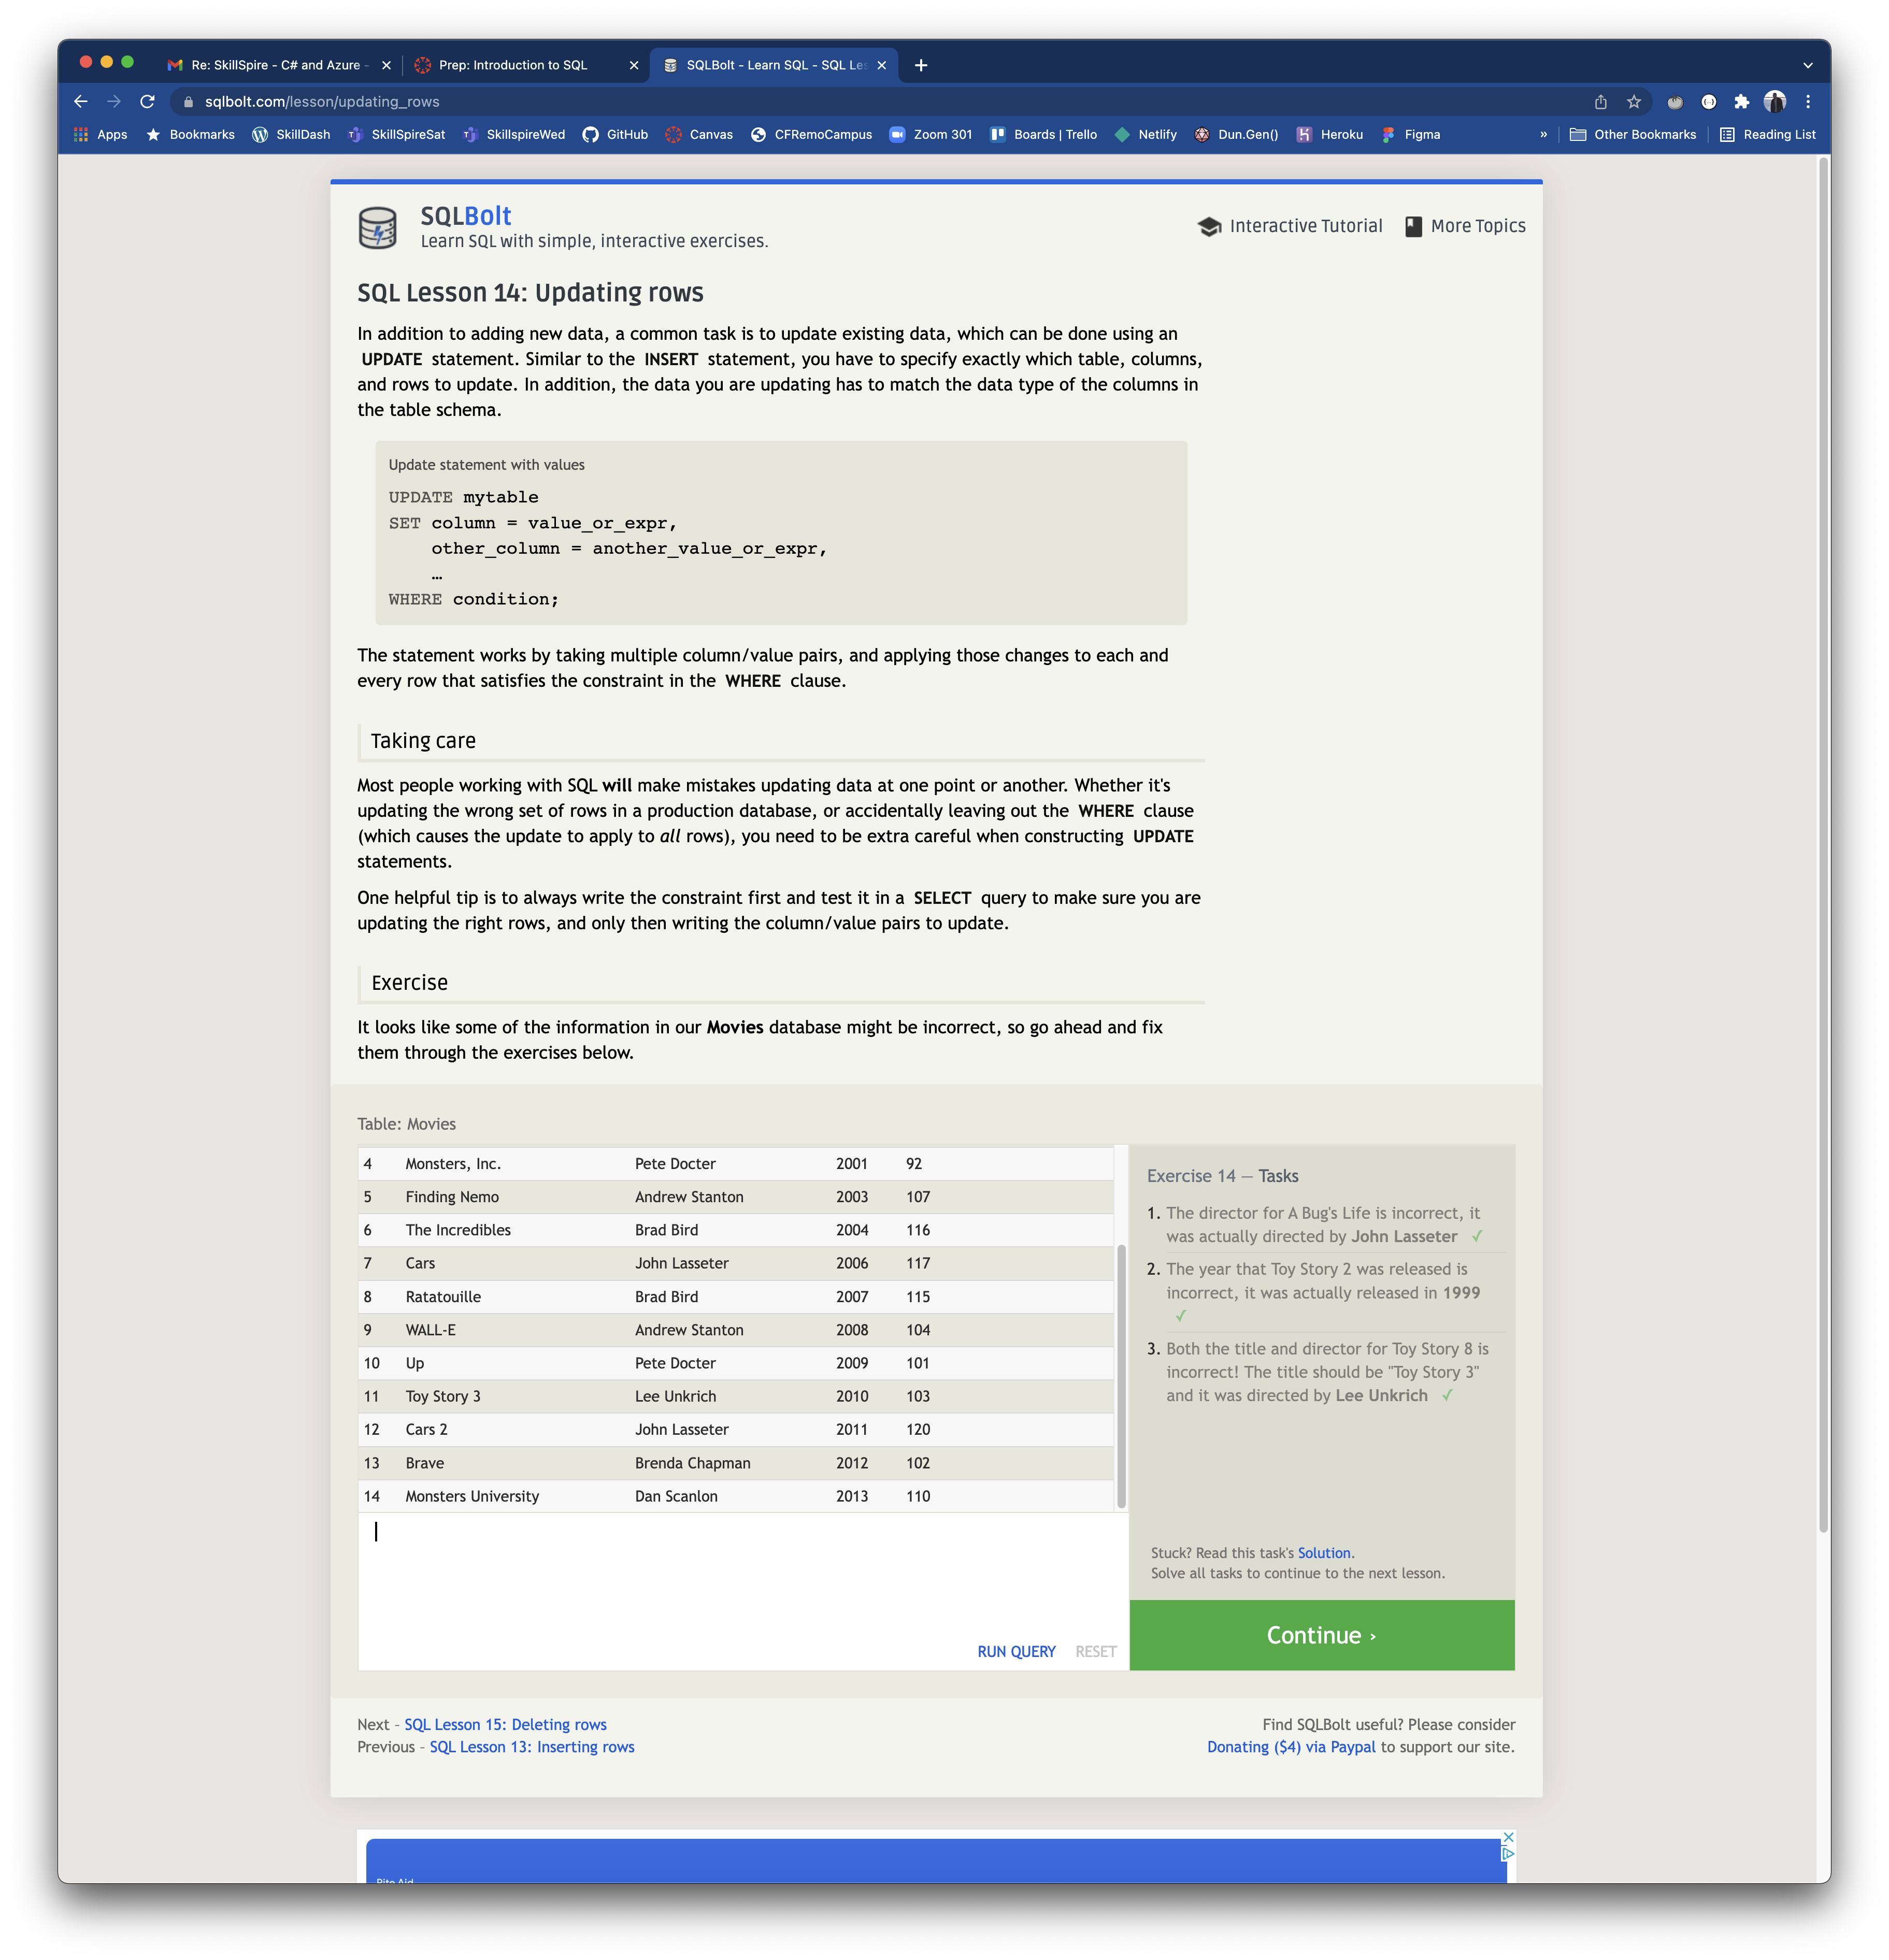 Re: SkillSpire - C# and Azure -
Prep: Introduction to SQL
SQLBolt - Learn SQL - SQL Les
sqlbolt.com/lesson/updating_rows
Apps Bookmarks SkillDash SkillSpireSat SkillspireWed GitHub Canvas CFRemoCampus Zoom 301 Boards | Trello Netlify Dun.Gen() Heroku Figma » Other Bookmarks Reading List
SQLBolt
Learn SQL with simple, interactive exercises.
Interactive Tutorial More Topics
SQL Lesson 14: Updating rows
In addition to adding new data, a common task is to update existing data, which can be done using an
UPDATE statement. Similar to the INSERT statement, you have to specify exactly which table, columns,
and rows to update. In addition, the data you are updating has to match the data type of the columns in
the table schema.
Update statement with values
UPDATE mytable
SET column = value_or_expr,
other_column = another_value_or_expr,
…
WHERE condition;
The statement works by taking multiple column/value pairs, and applying those changes to each and
every row that satisfies the constraint in the WHERE clause.
Taking care
Most people working with SQL will make mistakes updating data at one point or another. Whether it's
updating the wrong set of rows in a production database, or accidentally leaving out the WHERE clause
(which causes the update to apply to all rows), you need to be extra careful when constructing UPDATE
statements.
One helpful tip is to always write the constraint first and test it in a SELECT query to make sure you are
updating the right rows, and only then writing the column/value pairs to update.
Exercise
It looks like some of the information in our Movies database might be incorrect, so go ahead and fix
them through the exercises below.
Table: Movies
4 Monsters, Inc. Pete Docter 2001 92
5 Finding Nemo Andrew Stanton 2003 107
6 The Incredibles Brad Bird 2004 116
7 Cars John Lasseter 2006 117
8 Ratatouille Brad Bird 2007 115
9 WALL-E Andrew Stanton 2008 104
10 Up Pete Docter 2009 101
11 Toy Story 3 Lee Unkrich 2010 103
12 Cars 2 John Lasseter 2011 120
13 Brave Brenda Chapman 2012 102
14 Monsters University Dan Scanlon 2013 110
RUN QUERY RESET
Exercise 14 — Tasks
1. The director for A Bug's Life is incorrect, it
was actually directed by John Lasseter ✓
2. The year that Toy Story 2 was released is
incorrect, it was actually released in 1999
✓
3. Both the title and director for Toy Story 8 is
incorrect! The title should be "Toy Story 3"
and it was directed by Lee Unkrich ✓
Stuck? Read this task's Solution.
Solve all tasks to continue to the next lesson.
Continue ›
Next - SQL Lesson 15: Deleting rows
Previous - SQL Lesson 13: Inserting rows
Find SQLBolt useful? Please consider
Donating ($4) via Paypal to support our site.
Rite Aid